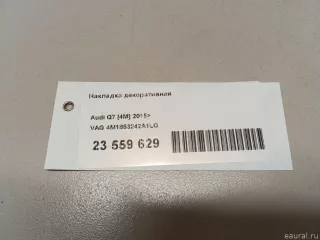 Накладка декоративная
Audi Q7 [4M] 2015>
VAG 4M1853242A1LG
23 559 629
eaural.ru